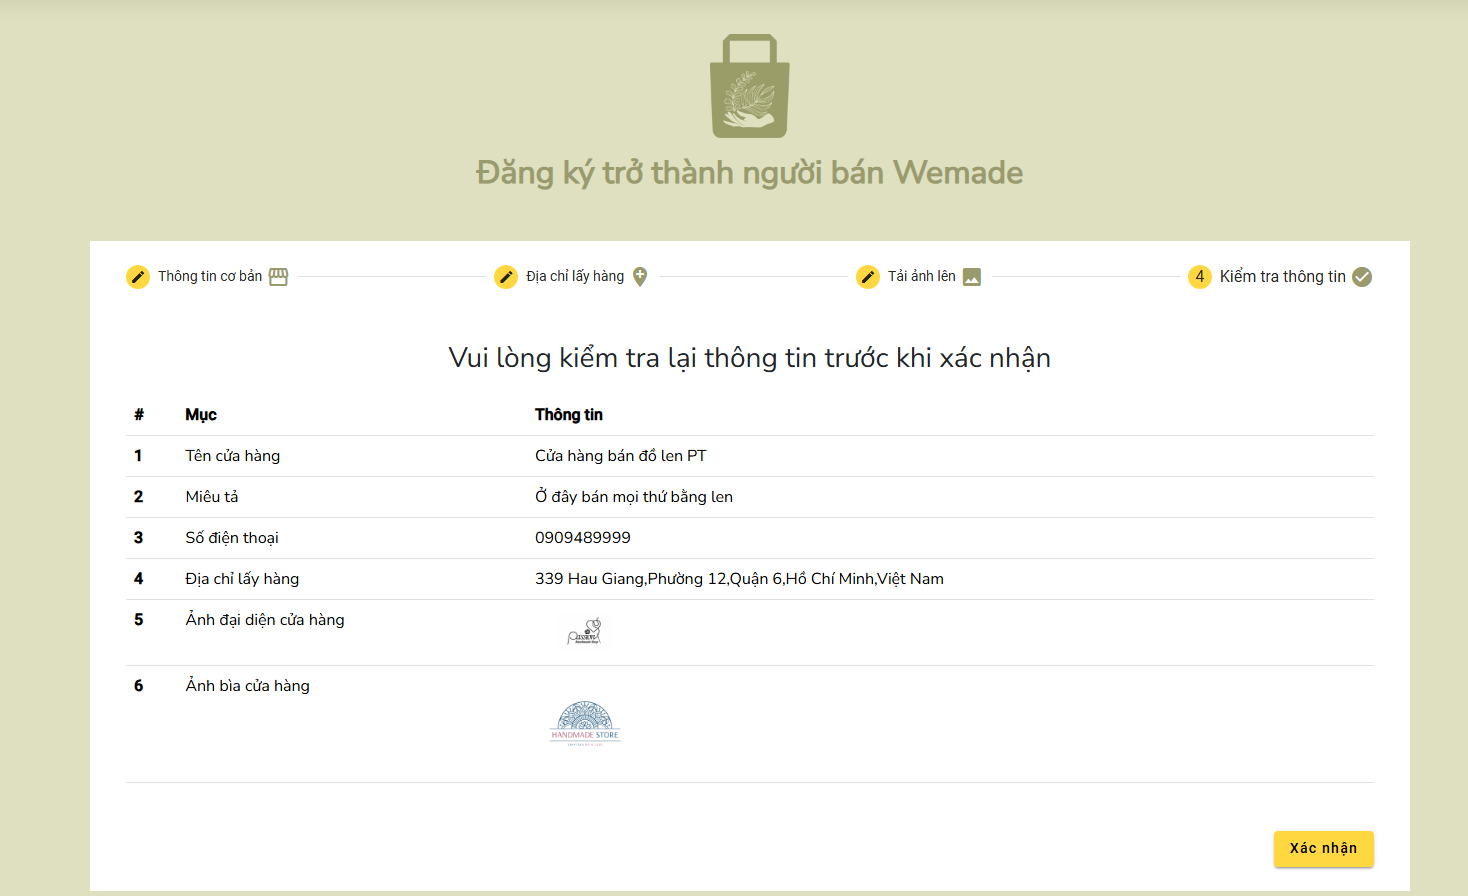 Đăng ký trở thành người bán Wemade
Thông tin cơ bản
Địa chỉ lấy hàng
Tải ảnh lên
4 Kiểm tra thông tin
Vui lòng kiểm tra lại thông tin trước khi xác nhận
# Mục Thông tin
1 Tên cửa hàng Cửa hàng bán đồ len PT
2 Miêu tả Ở đây bán mọi thứ bằng len
3 Số điện thoại 0909489999
4 Địa chỉ lấy hàng 339 Hau Giang,Phường 12,Quận 6,Hồ Chí Minh,Việt Nam
5 Ảnh đại diện cửa hàng
6 Ảnh bìa cửa hàng
HANDMADE STORE
Xác nhận